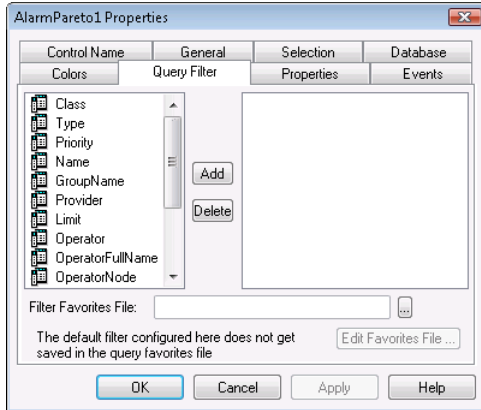 AlarmPareto1 Properties
Control Name General Selection Database
Colors Query Filter Properties Events
Class
Type
Priority
Name
GroupName
Provider
Limit
Operator
OperatorFullName
OperatorNode
Add
Delete
Filter Favorites File:
...
The default filter configured here does not get
saved in the query favorites file
Edit Favorites File ...
OK Cancel Apply Help